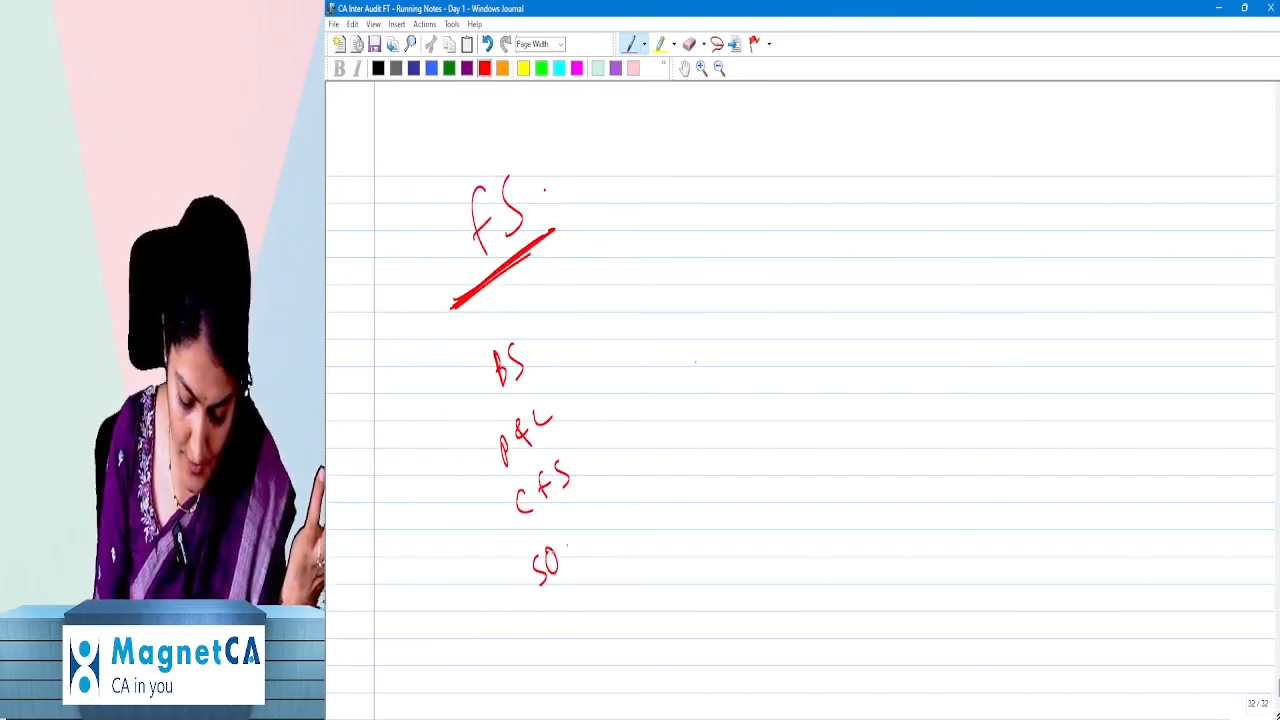 CA Inter Audit FT - Running Notes - Day 1 - Windows Journal
File Edit View Insert Actions Tools Help
Page Width
B I
FS
BS
P&L
CFS
SO
MagnetCA
CA in you
32 / 32